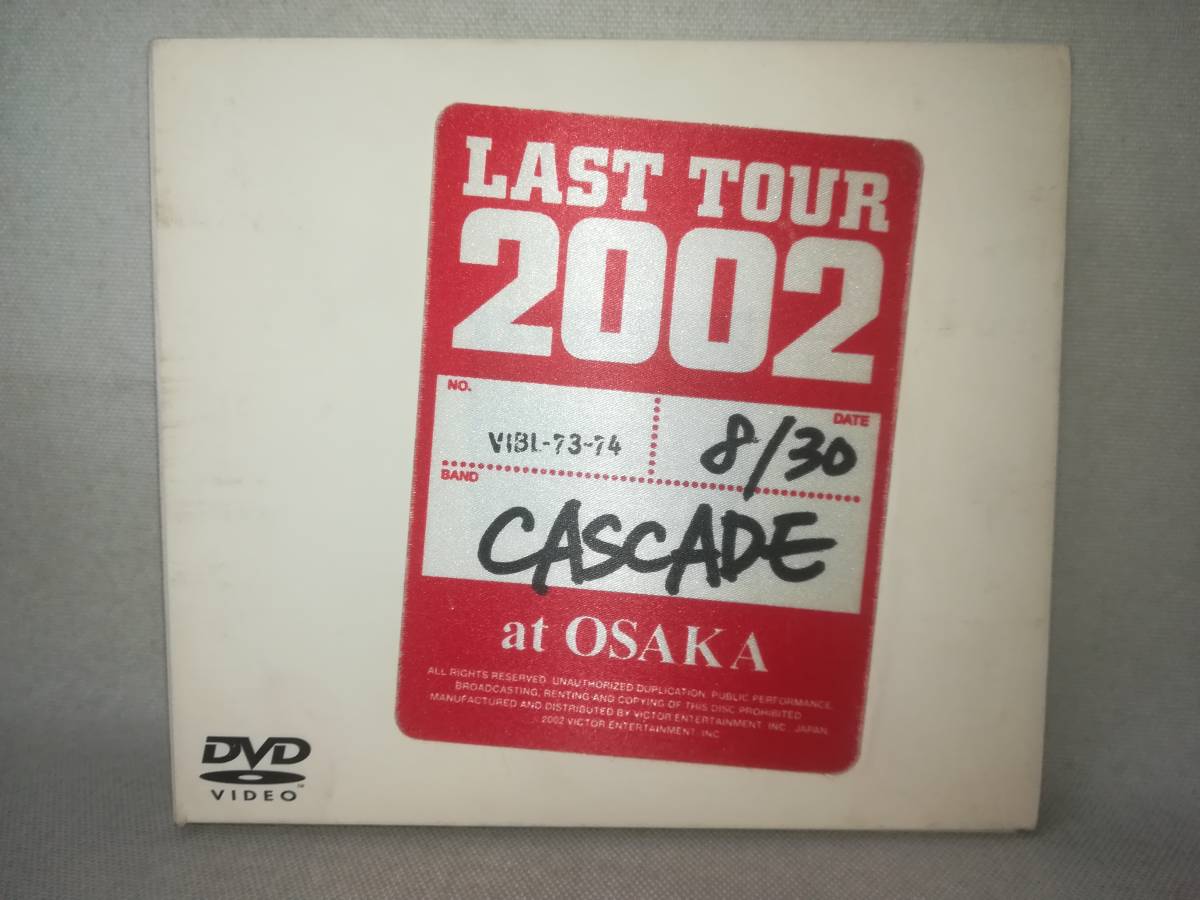 LAST TOUR
2002
NO.
VIBL-73-74
DATE
8/30
BAND
CASCADE
at OSAKA
ALL RIGHTS RESERVED. UNAUTHORIZED DUPLICATION, PUBLIC PERFORMANCE,
BROADCASTING, RENTING AND COPYING OF THIS DISC PROHIBITED
MANUFACTURED AND DISTRIBUTED BY VICTOR ENTERTAINMENT, INC., JAPAN.
2002 VICTOR ENTERTAINMENT, INC.
DVD
VIDEO